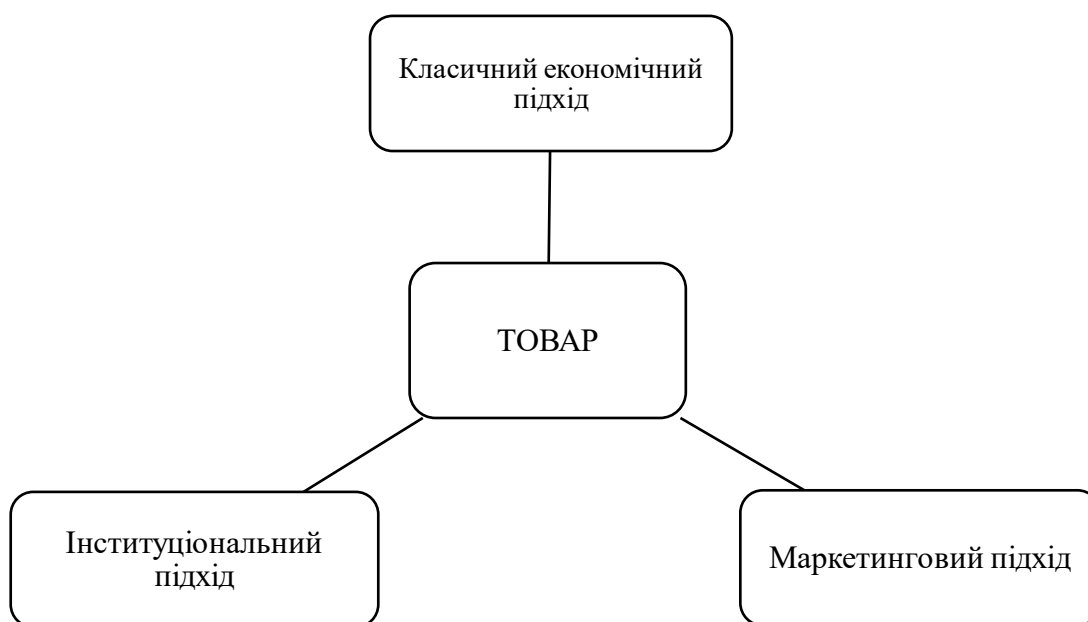 Класичний економічний
підхід
ТОВАР
Інституціональний
підхід
Маркетинговий підхід